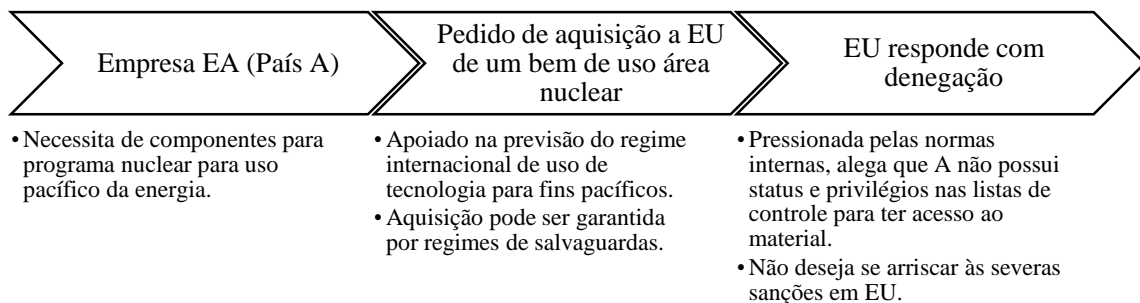 Empresa EA (País A)
Pedido de aquisição a EU
de um bem de uso área
nuclear
EU responde com
denegação
• Necessita de componentes para
programa nuclear para uso
pacífico da energia.
• Apoiado na previsão do regime
internacional de uso de
tecnologia para fins pacíficos.
• Aquisição pode ser garantida
por regimes de salvaguardas.
• Pressionada pelas normas
internas, alega que A não possui
status e privilégios nas listas de
controle para ter acesso ao
material.
• Não deseja se arriscar às severas
sanções em EU.